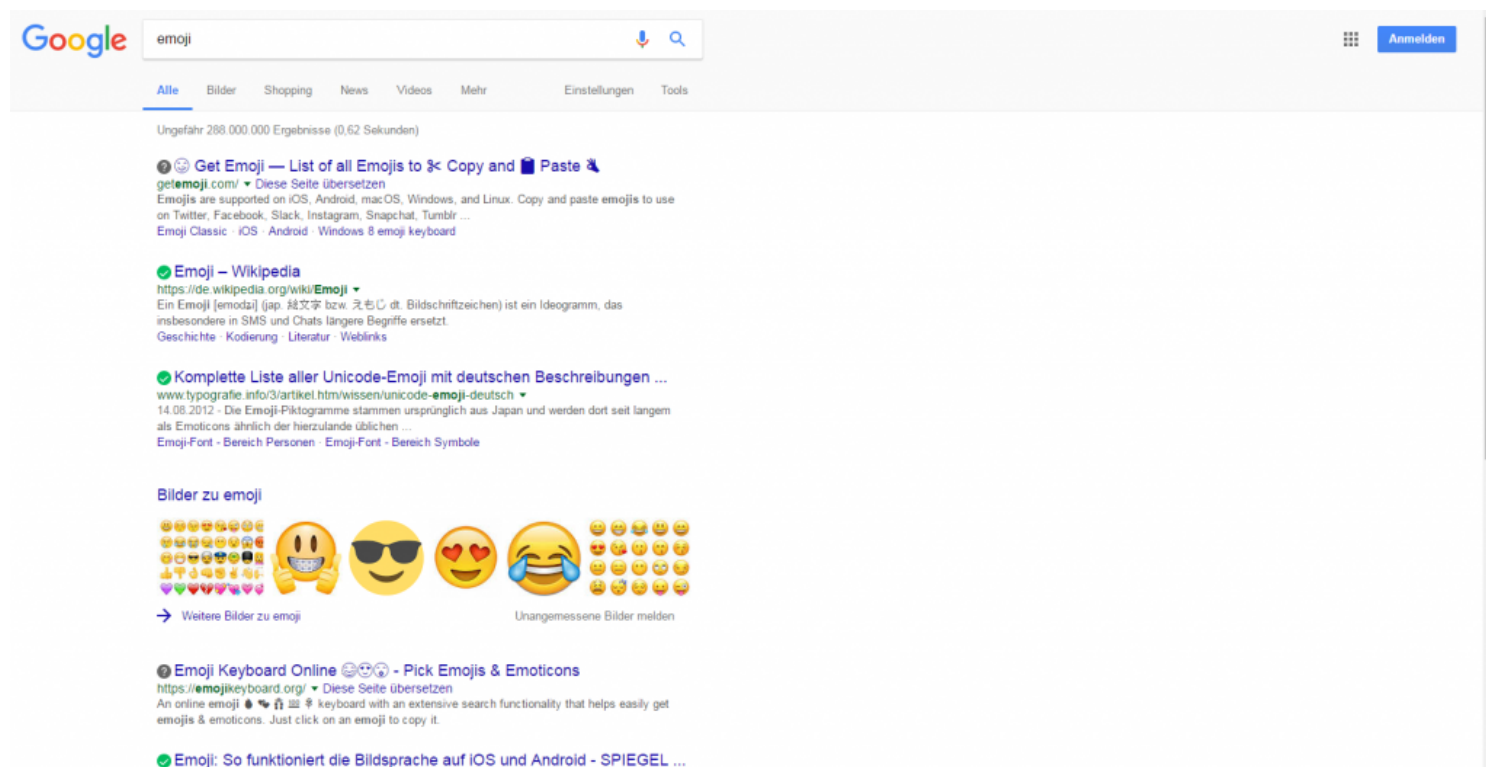 Google
emoji
Anmelden
Alle Bilder Shopping News Videos Mehr Einstellungen Tools
Ungefähr 288.000.000 Ergebnisse (0,62 Sekunden)
Get Emoji — List of all Emojis to ✂ Copy and 📋 Paste 👌
getemoji.com/ ▾ Diese Seite übersetzen
Emojis are supported on iOS, Android, macOS, Windows, and Linux. Copy and paste emojis to use
on Twitter, Facebook, Slack, Instagram, Snapchat, Tumblr ...
Emoji Classic · iOS · Android · Windows 8 emoji keyboard
Emoji – Wikipedia
https://de.wikipedia.org/wiki/Emoji ▾
Ein Emoji [emodʑi] (jap. 絵文字 bzw. えもじ dt. Bildschriftzeichen) ist ein Ideogramm, das
insbesondere in SMS und Chats längere Begriffe ersetzt.
Geschichte · Kodierung · Literatur · Weblinks
Komplette Liste aller Unicode-Emoji mit deutschen Beschreibungen ...
www.typografie.info/3/artikel.htm/wissen/unicode-emoji-deutsch ▾
14.08.2012 - Die Emoji-Piktogramme stammen ursprünglich aus Japan und werden dort seit langem
als Emoticons ähnlich der hierzulande üblichen ...
Emoji-Font - Bereich Personen · Emoji-Font - Bereich Symbole
Bilder zu emoji
Weitere Bilder zu emoji Unangemessene Bilder melden
Emoji Keyboard Online - Pick Emojis & Emoticons
https://emojikeyboard.org/ ▾ Diese Seite übersetzen
An online emoji keyboard with an extensive search functionality that helps easily get
emojis & emoticons. Just click on an emoji to copy it.
Emoji: So funktioniert die Bildsprache auf iOS und Android - SPIEGEL ...